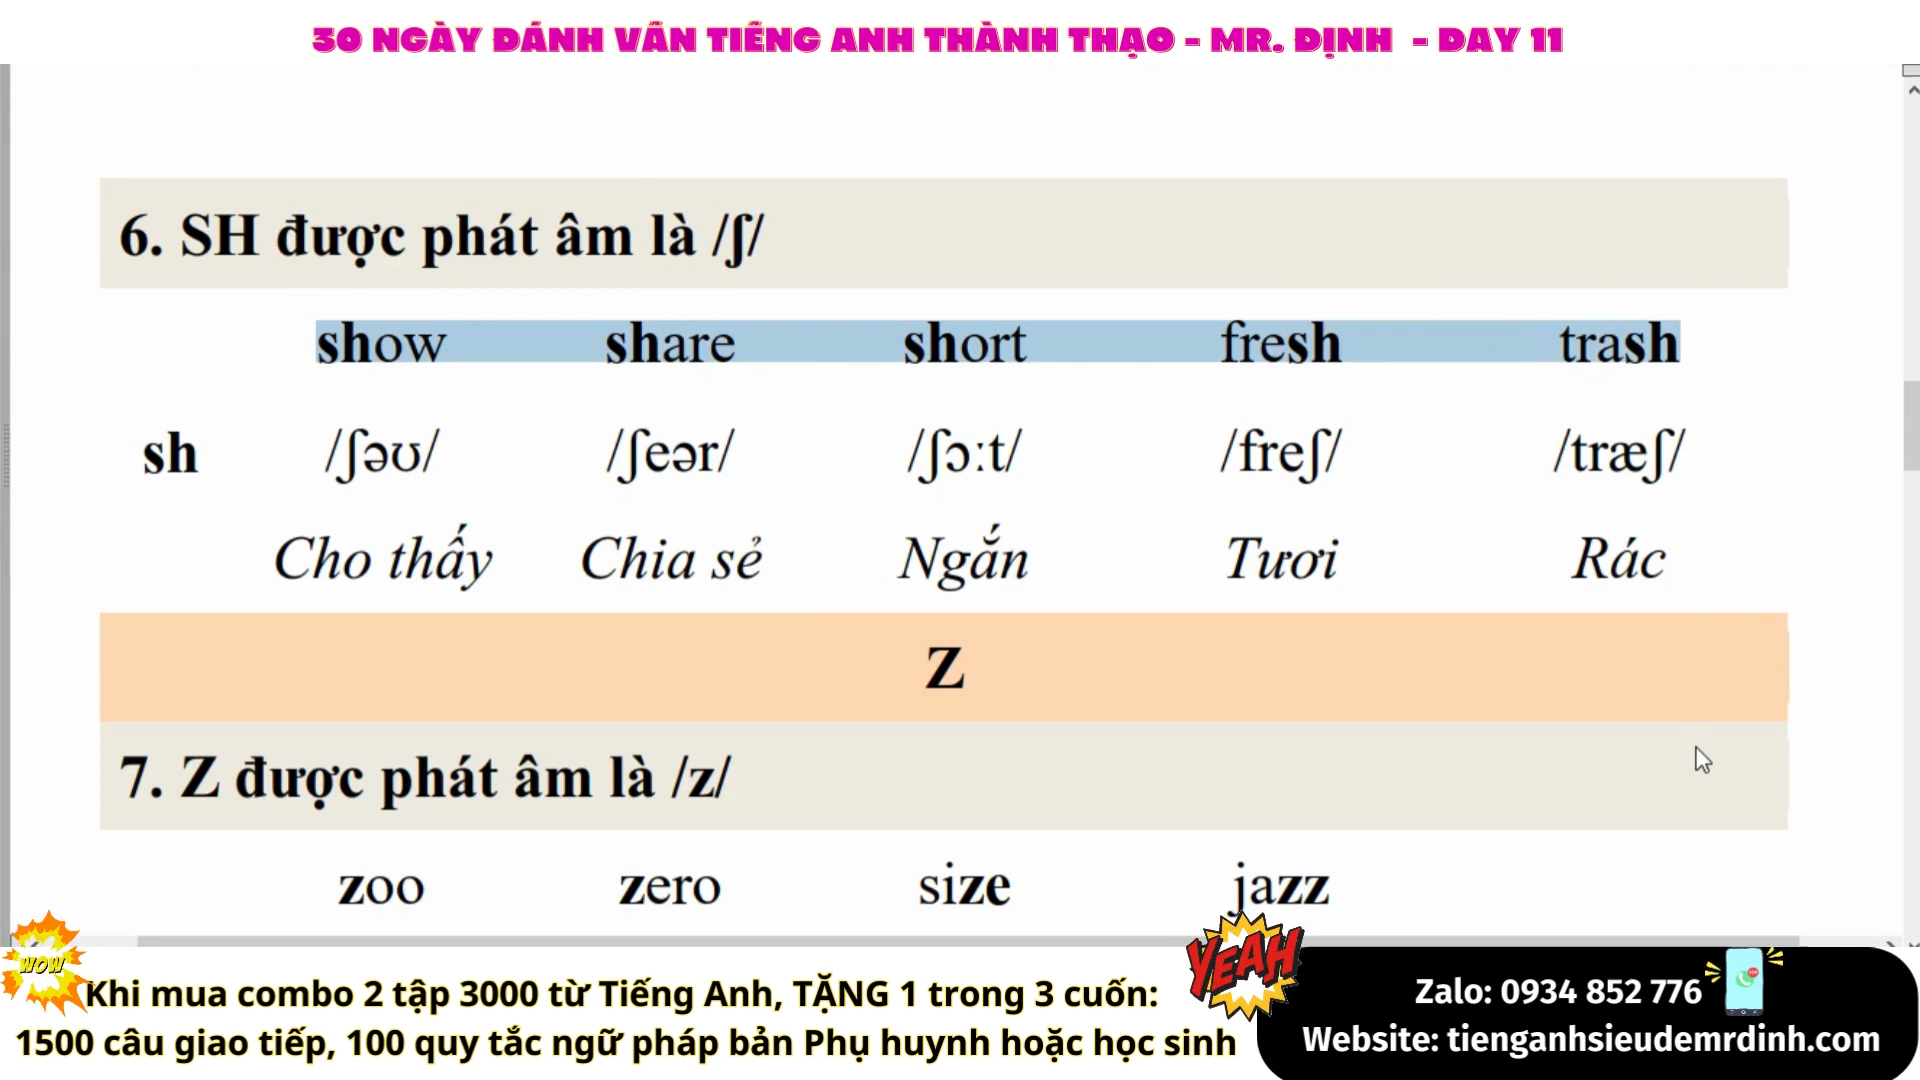 30 NGÀY ĐÁNH VẦN TIẾNG ANH THÀNH THẠO - MR. ĐỊNH - DAY 11
6. SH được phát âm là /ʃ/
show share short fresh trash
sh /ʃəʊ/ /ʃeər/ /ʃɔːt/ /freʃ/ /træʃ/
Cho thấy Chia sẻ Ngắn Tươi Rác
Z
7. Z được phát âm là /z/
zoo zero size jazz
WOW
YEAH
Khi mua combo 2 tập 3000 từ Tiếng Anh, TẶNG 1 trong 3 cuốn:
1500 câu giao tiếp, 100 quy tắc ngữ pháp bản Phụ huynh hoặc học sinh
Zalo: 0934 852 776
Website: tienganhsieudemrdinh.com